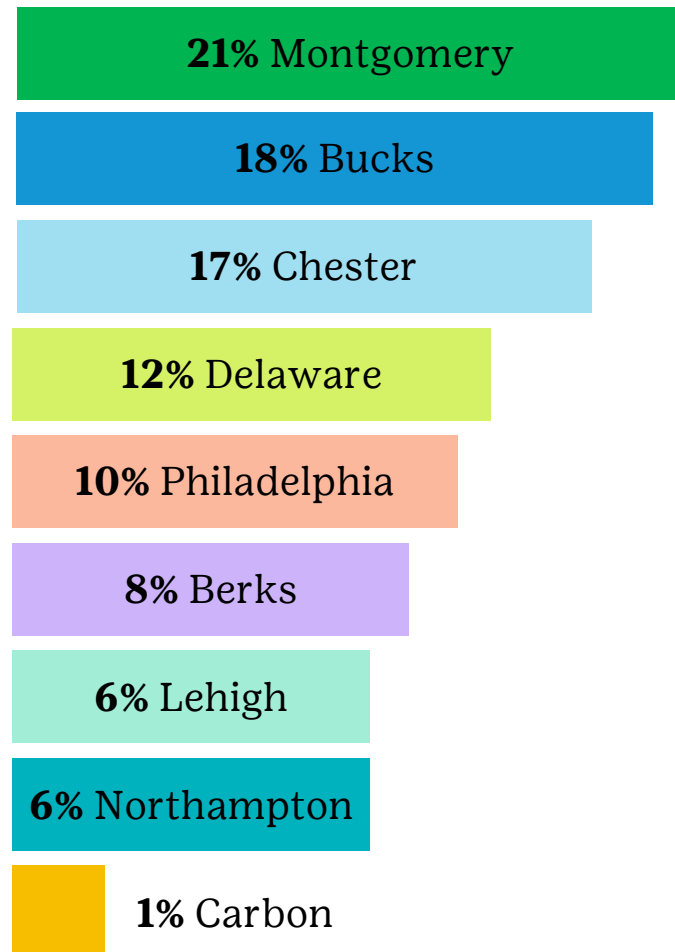 21% Montgomery
18% Bucks
17% Chester
12% Delaware
10% Philadelphia
8% Berks
6% Lehigh
6% Northampton
1% Carbon